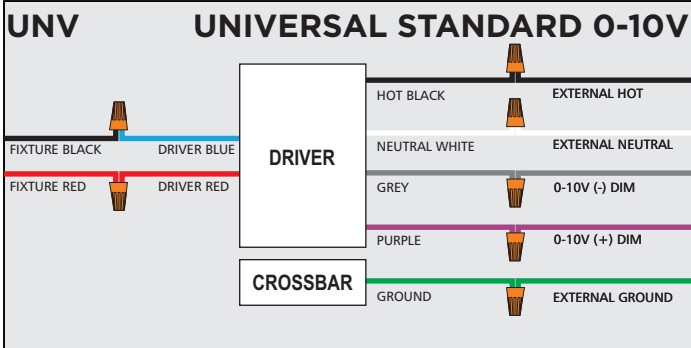 UNV UNIVERSAL STANDARD 0-10V
HOT BLACK EXTERNAL HOT
FIXTURE BLACK DRIVER BLUE DRIVER NEUTRAL WHITE EXTERNAL NEUTRAL
FIXTURE RED DRIVER RED GREY 0-10V (-) DIM
PURPLE 0-10V (+) DIM
CROSSBAR
GROUND EXTERNAL GROUND